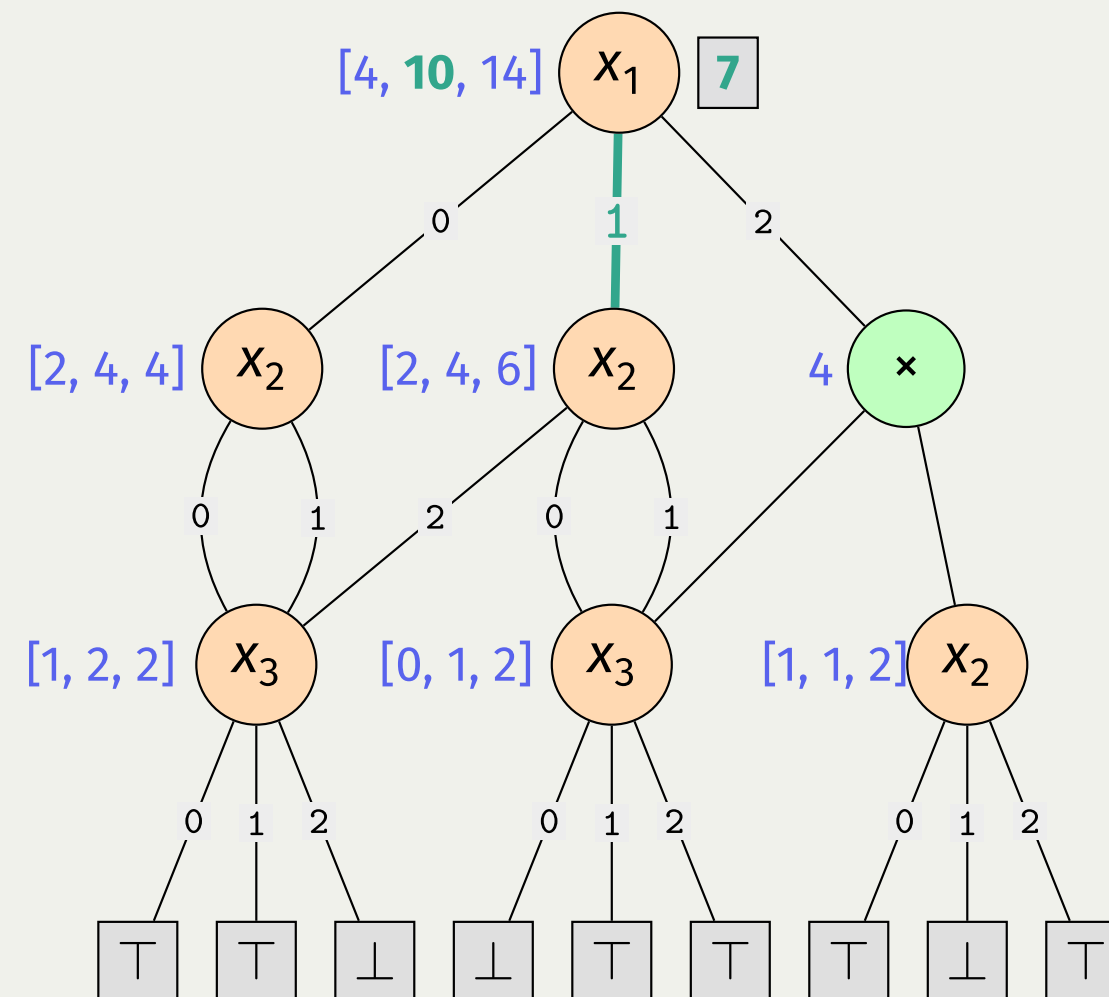 [4, 10, 14] x₁ 7
0 1 2
[2, 4, 4] x₂ [2, 4, 6] x₂ 4 ×
0 1 2 0 1
[1, 2, 2] x₃ [0, 1, 2] x₃ [1, 1, 2] x₂
0 1 2 0 1 2 0 1 2
⊤ ⊤ ⊥ ⊥ ⊤ ⊤ ⊤ ⊥ ⊤